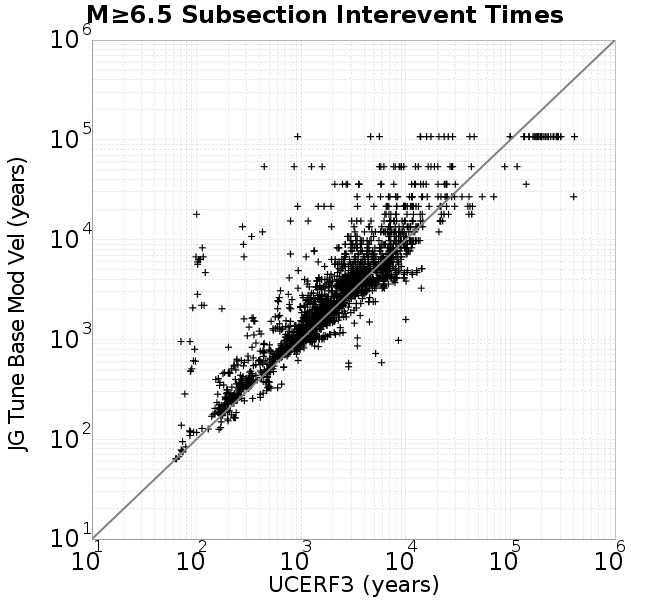 M≥6.5 Subsection Interevent Times
JG Tune Base Mod Vel (years)
10^6
10^5
10^4
10^3
10^2
10^1
10^1 10^2 10^3 10^4 10^5 10^6
UCERF3 (years)